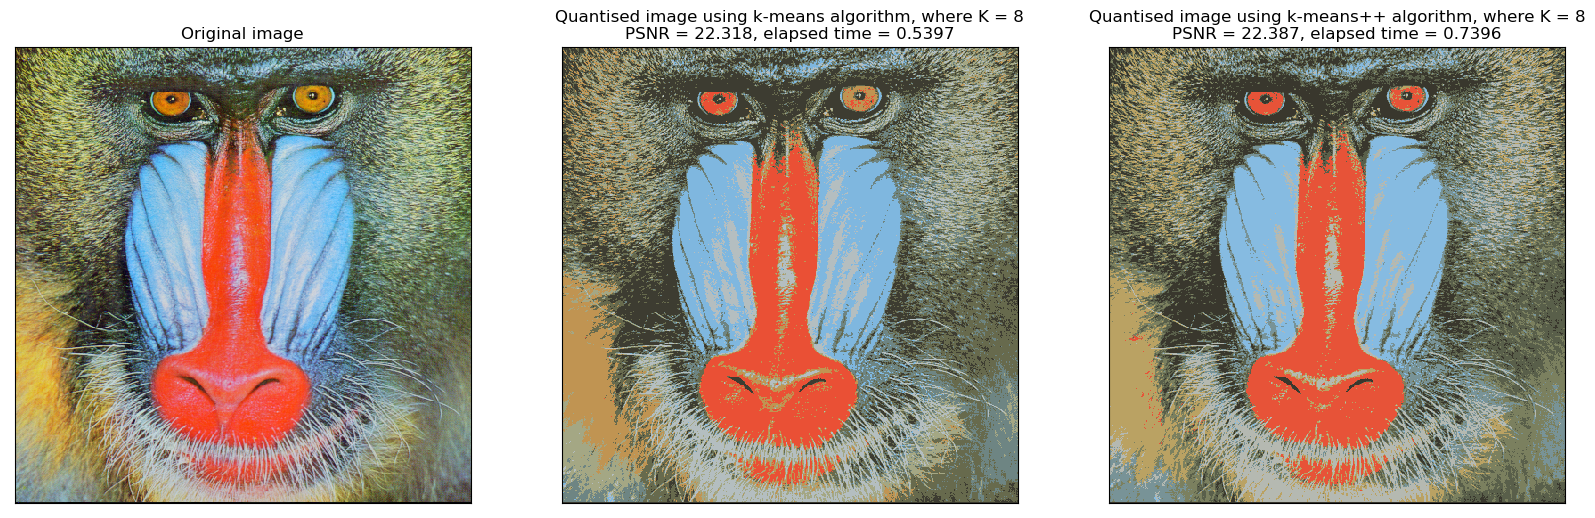 Original image
Quantised image using k-means algorithm, where K = 8
PSNR = 22.318, elapsed time = 0.5397
Quantised image using k-means++ algorithm, where K = 8
PSNR = 22.387, elapsed time = 0.7396